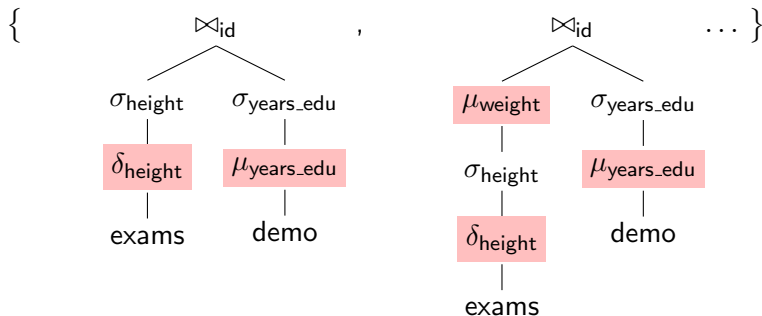 { ⋈id , ⋈id ... }
σheight σyears_edu μweight σyears_edu
δheight μyears_edu σheight μyears_edu
exams demo δheight demo
exams